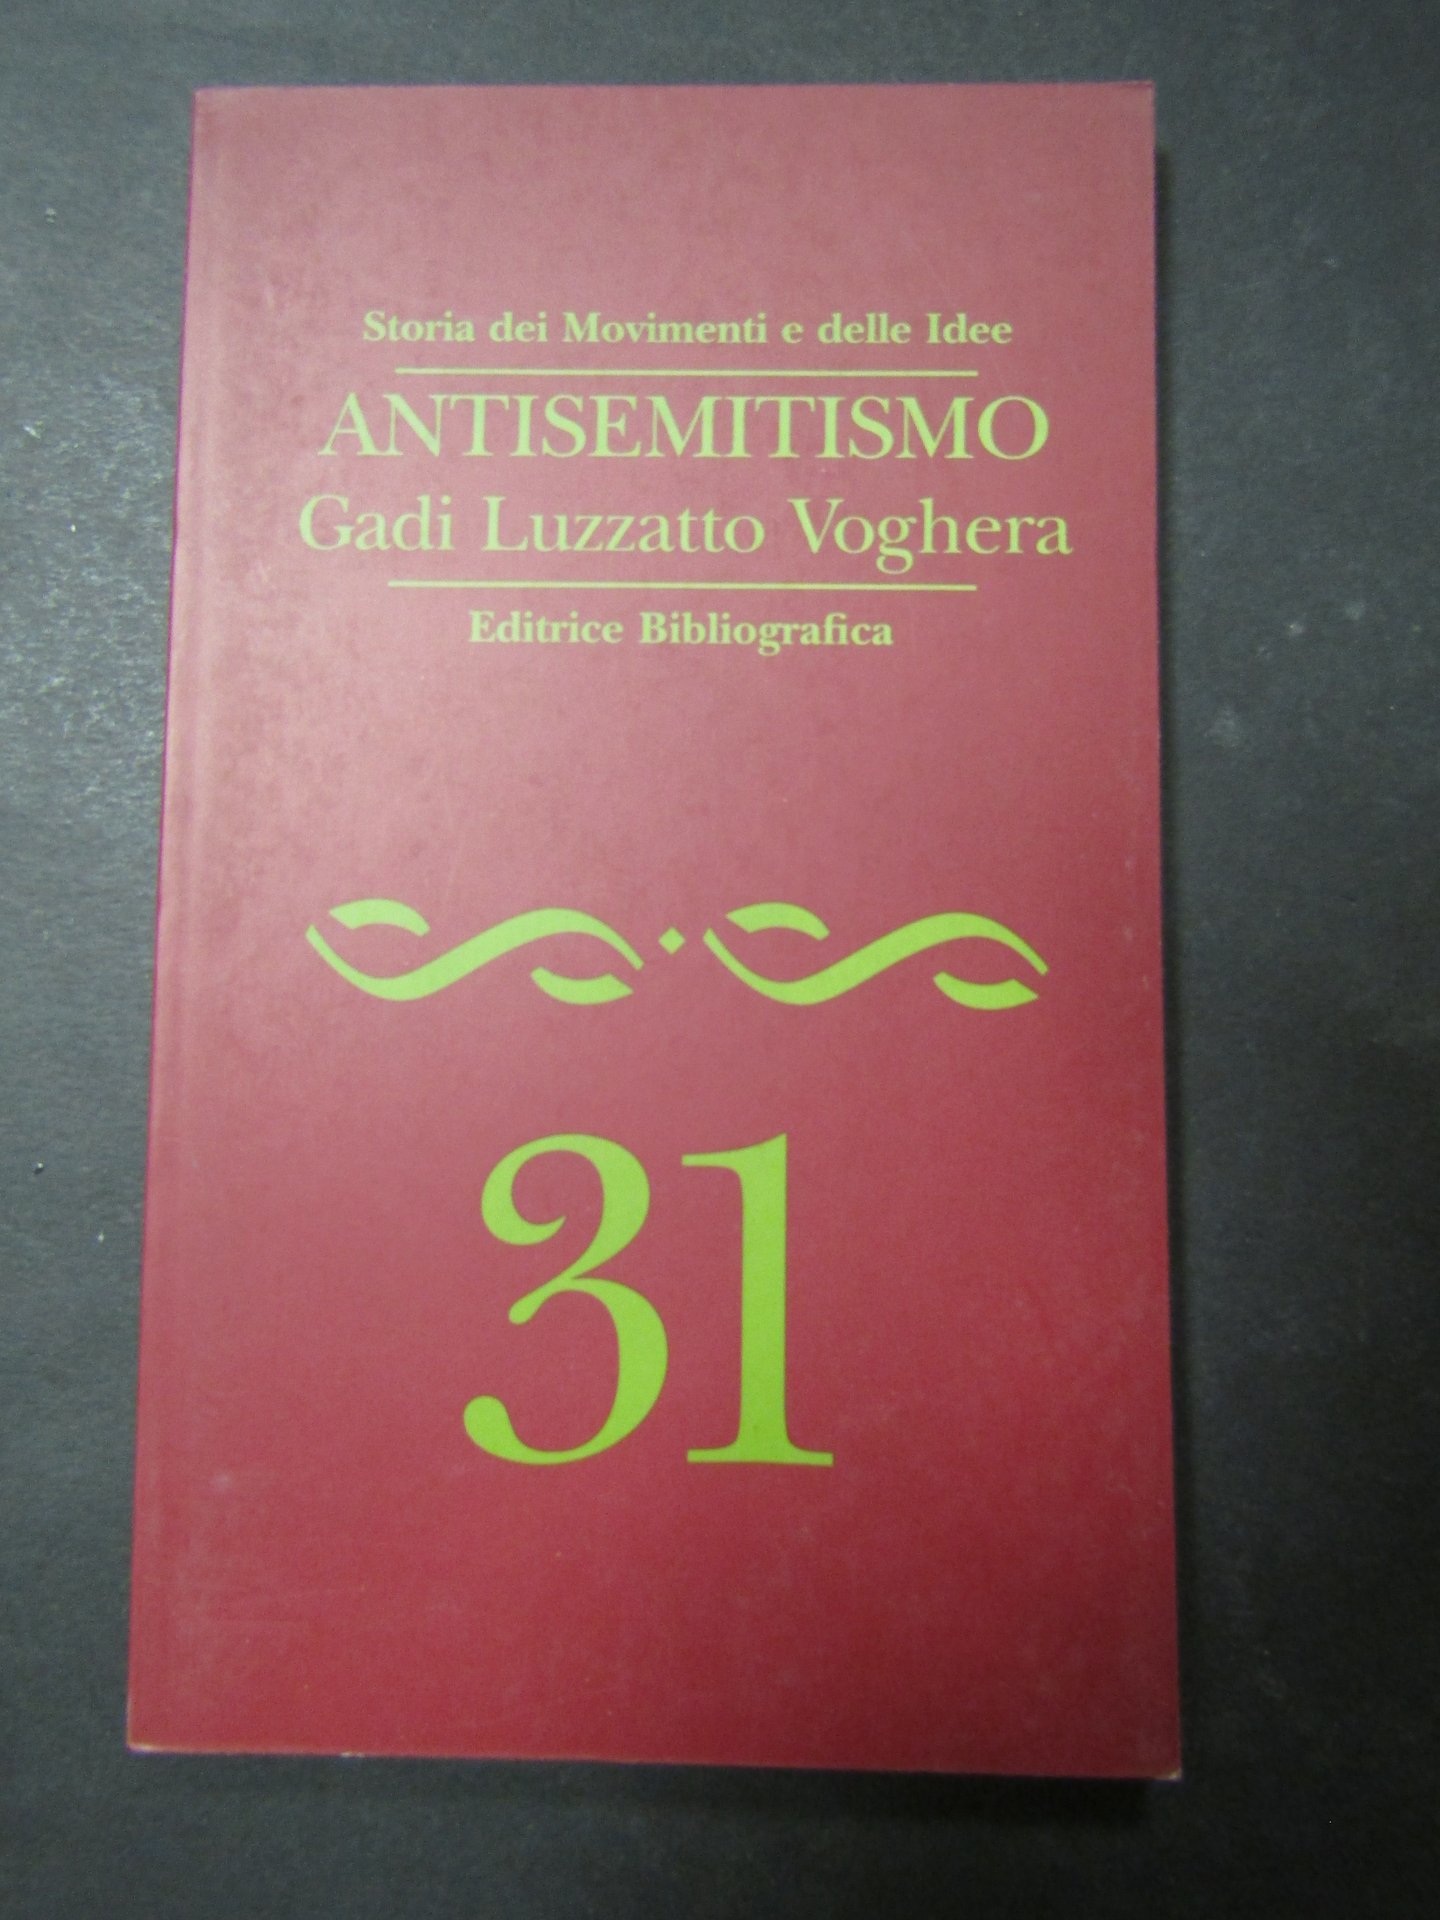 Storia dei Movimenti e delle Idee
ANTISEMITISMO
Gadi Luzzatto Voghera
Editrice Bibliografica
31